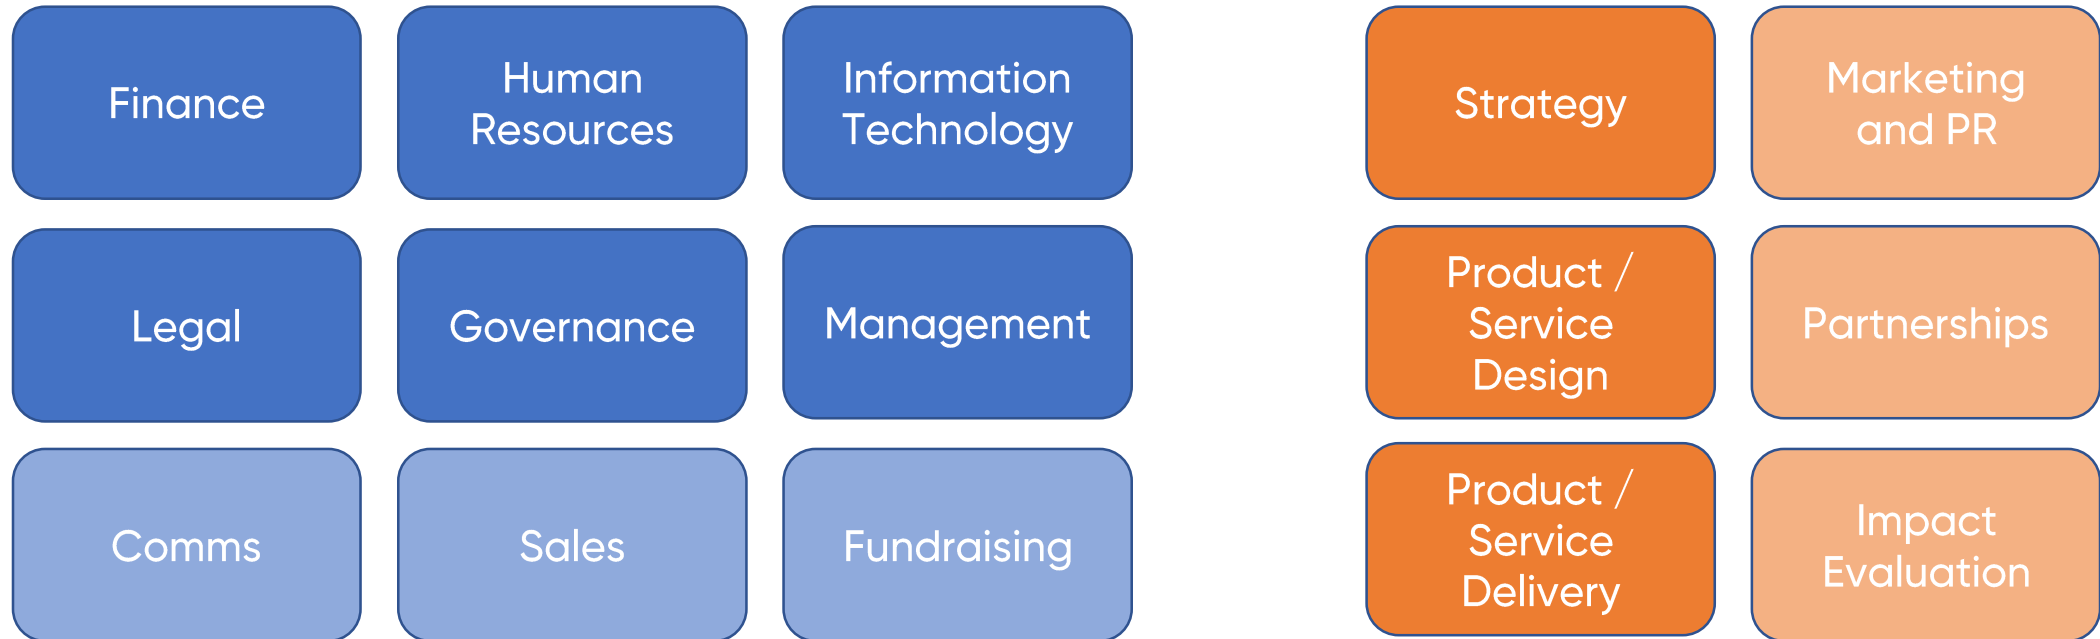 Finance
Human
Resources
Information
Technology
Strategy
Marketing
and PR
Legal
Governance
Management
Product /
Service
Design
Partnerships
Comms
Sales
Fundraising
Product /
Service
Delivery
Impact
Evaluation